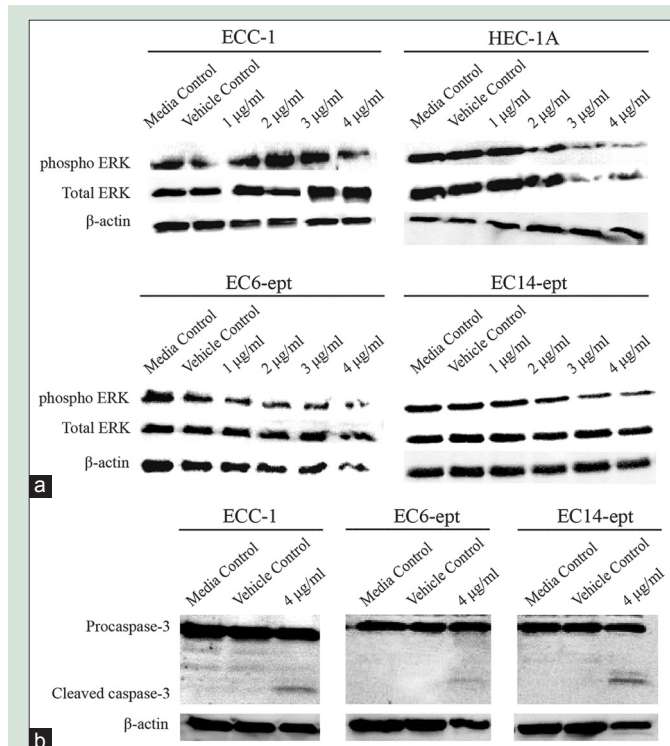 ECC-1
HEC-1A
Media Control
Vehicle Control
1 µg/ml
2 µg/ml
3 µg/ml
4 µg/ml
Media Control
Vehicle Control
1 µg/ml
2 µg/ml
3 µg/ml
4 µg/ml
phospho ERK
Total ERK
β-actin
EC6-ept
EC14-ept
Media Control
Vehicle Control
1 µg/ml
2 µg/ml
3 µg/ml
4 µg/ml
Media Control
Vehicle Control
1 µg/ml
2 µg/ml
3 µg/ml
4 µg/ml
phospho ERK
Total ERK
β-actin
a
ECC-1
EC6-ept
EC14-ept
Media Control
Vehicle Control
4 µg/ml
Media Control
Vehicle Control
4 µg/ml
Media Control
Vehicle Control
4 µg/ml
Procaspase-3
Cleaved caspase-3
β-actin
b